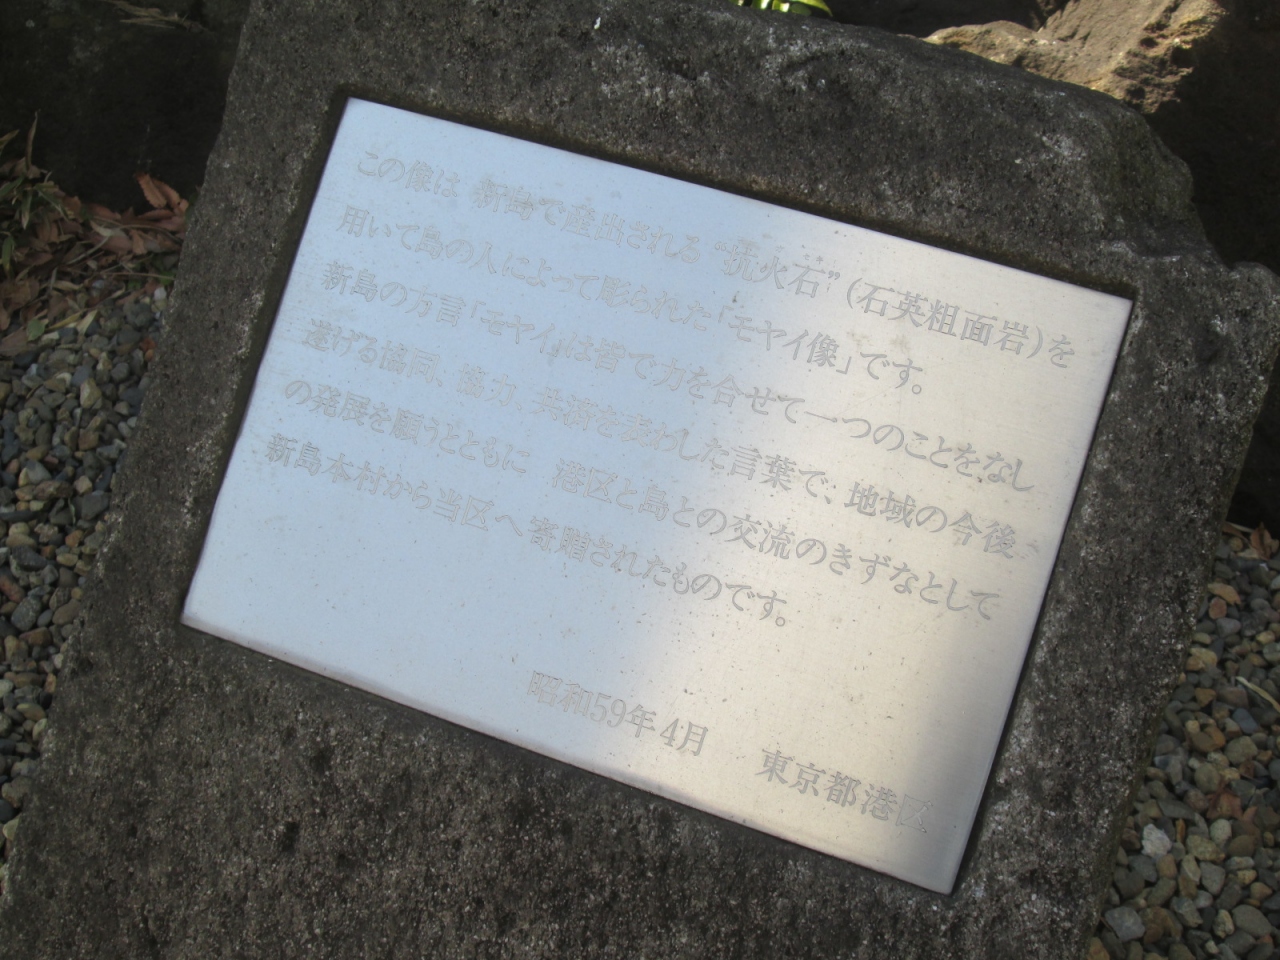 この像は 新島で産出される“抗火石”(石英粗面岩)を
用いて島の人によって彫られた「モヤイ像」です。
新島の方言「モヤイ」は皆で力を合せて一つのことをなし
遂げる協同、協力、共済を表わした言葉で、地域の今後
の発展を願うとともに 港区と島との交流のきずなとして
新島本村から当区へ寄贈されたものです。
昭和59年4月 東京都港区